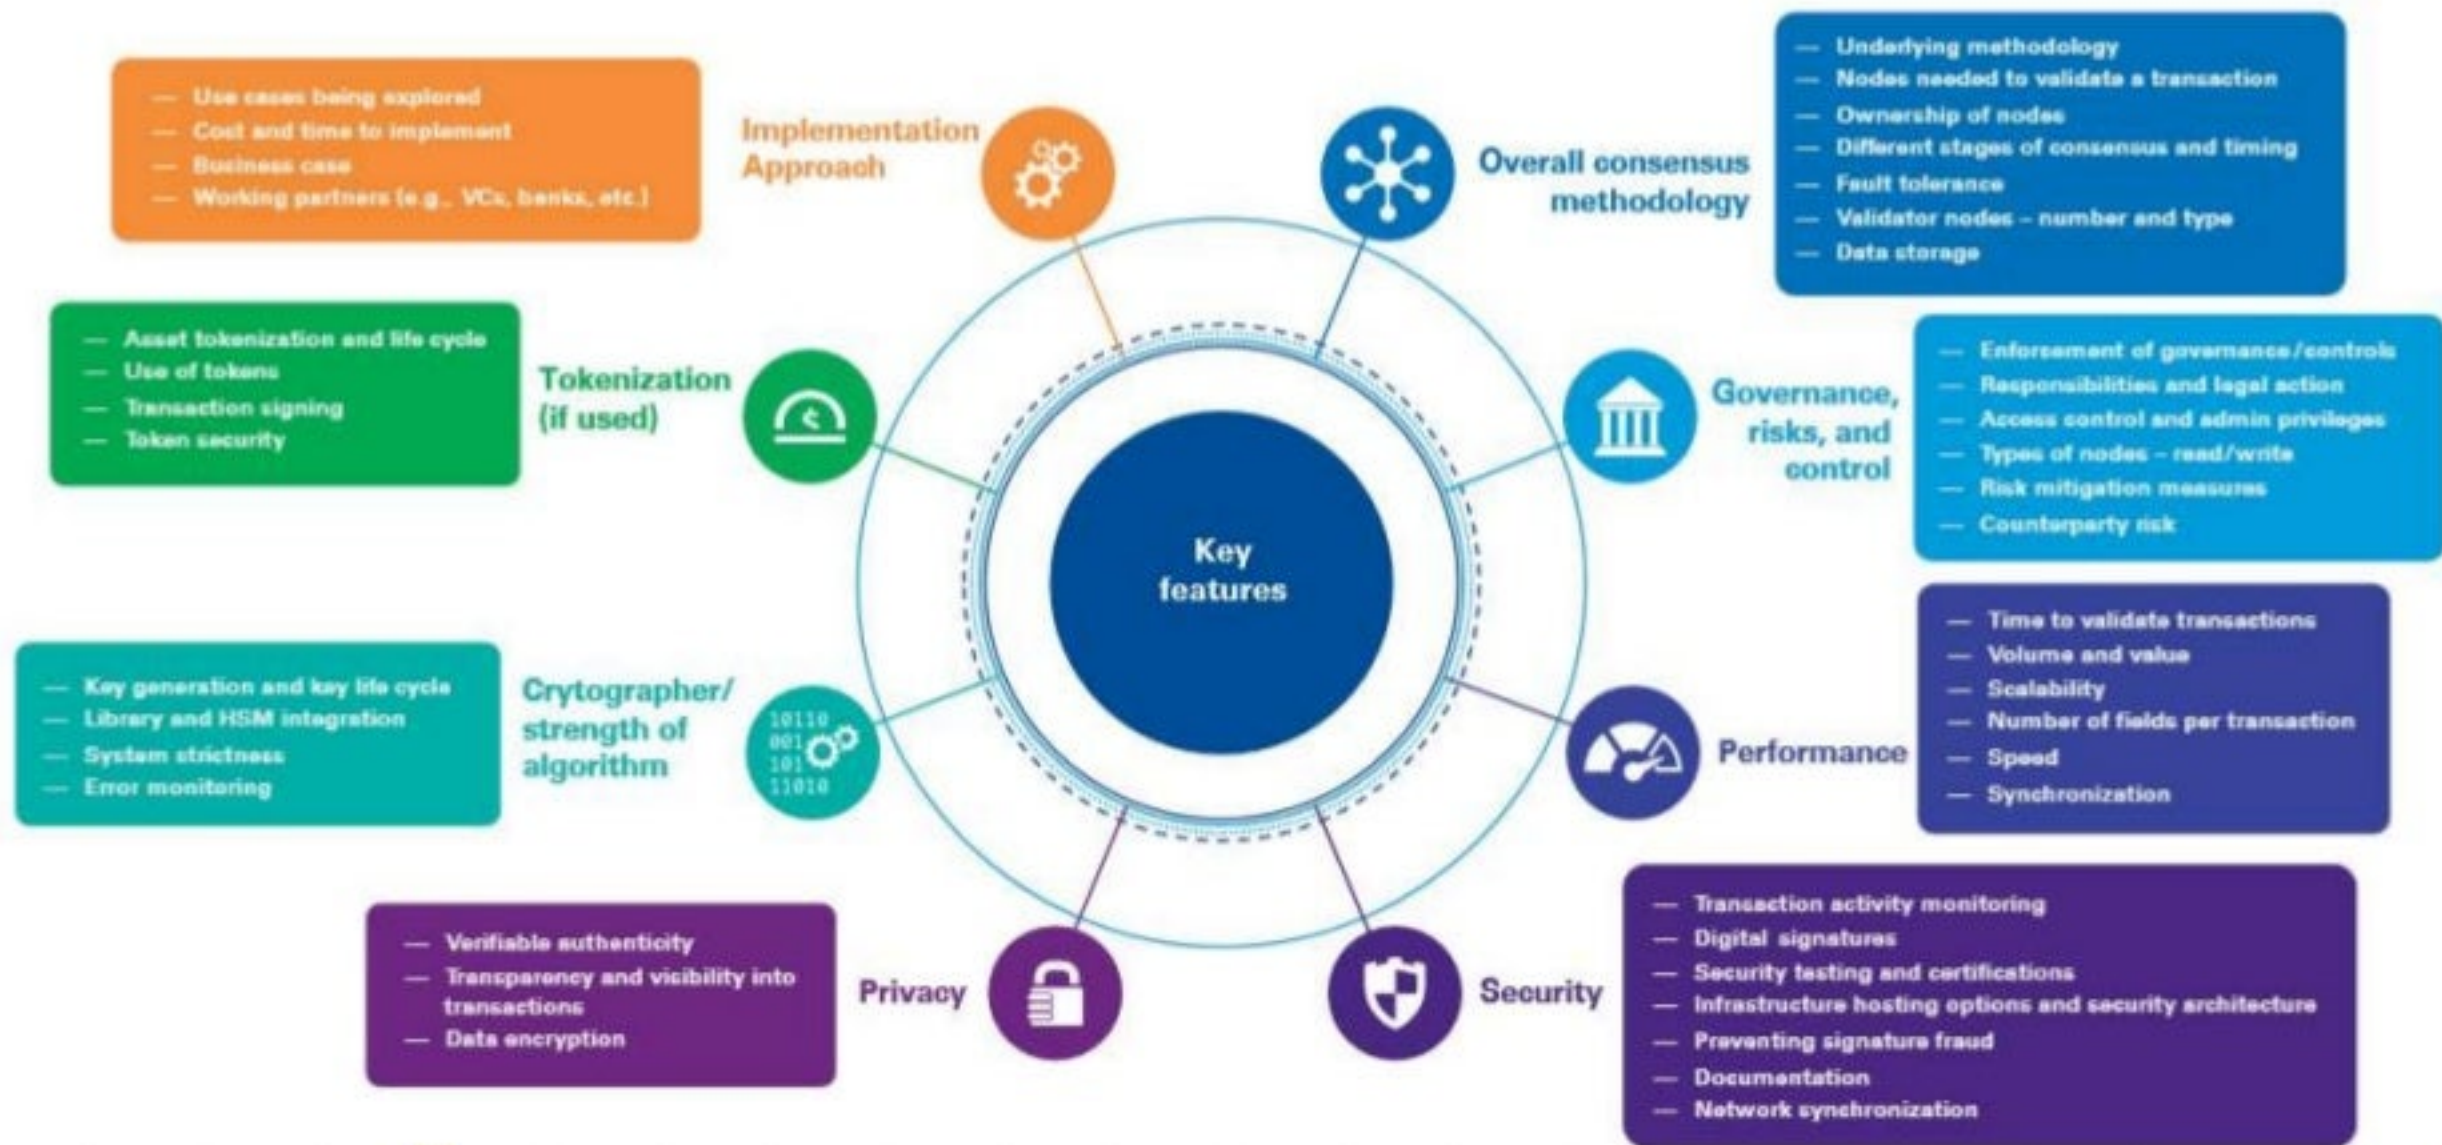 — Use cases being explored
— Cost and time to implement
— Business case
— Working partners (e.g., VCs, banks, etc.)
Implementation
Approach
Overall consensus
methodology
— Underlying methodology
— Nodes needed to validate a transaction
— Ownership of nodes
— Different stages of consensus and timing
— Fault tolerance
— Validator nodes – number and type
— Data storage
— Asset tokenization and life cycle
— Use of tokens
— Transaction signing
— Token security
Tokenization
(if used)
Governance,
risks, and
control
— Enforsement of governance/controls
— Responsibilities and legal action
— Access control and admin privileges
— Types of nodes – read/write
— Risk mitigation measures
— Counterparty risk
Key
features
— Key generation and key life cycle
— Library and HSM integration
— System strictness
— Error monitoring
Crytographer/
strength of
algorithm
10110
001
101
11010
Performance
— Time to validate transactions
— Volume and value
— Scalability
— Number of fields per transaction
— Speed
— Synchronization
— Verifiable authenticity
— Transparency and visibility into
transactions
— Data encryption
Privacy
Security
— Transaction activity monitoring
— Digital signatures
— Security testing and certifications
— Infrastructure hosting options and security architecture
— Preventing signature fraud
— Documentation
— Network synchronization